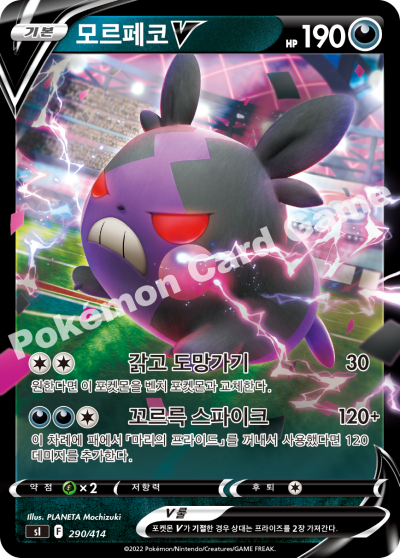 기본 모르페코 V HP 190
Pokémon Card Game
갉고 도망가기 30
원한다면 이 포켓몬을 벤치 포켓몬과 교체한다.
꼬르륵 스파이크 120+
이 차례에 패에서 『마리의 프라이드』를 꺼내서 사용했다면 120
데미지를 추가한다.
약점 ×2 저항력 후퇴
V룰
포켓몬 V가 기절한 경우 상대는 프라이즈를 2장 가져간다.
Illus. PLANETA Mochizuki
sI F 290/414
©2022 Pokémon/Nintendo/Creatures/GAME FREAK.